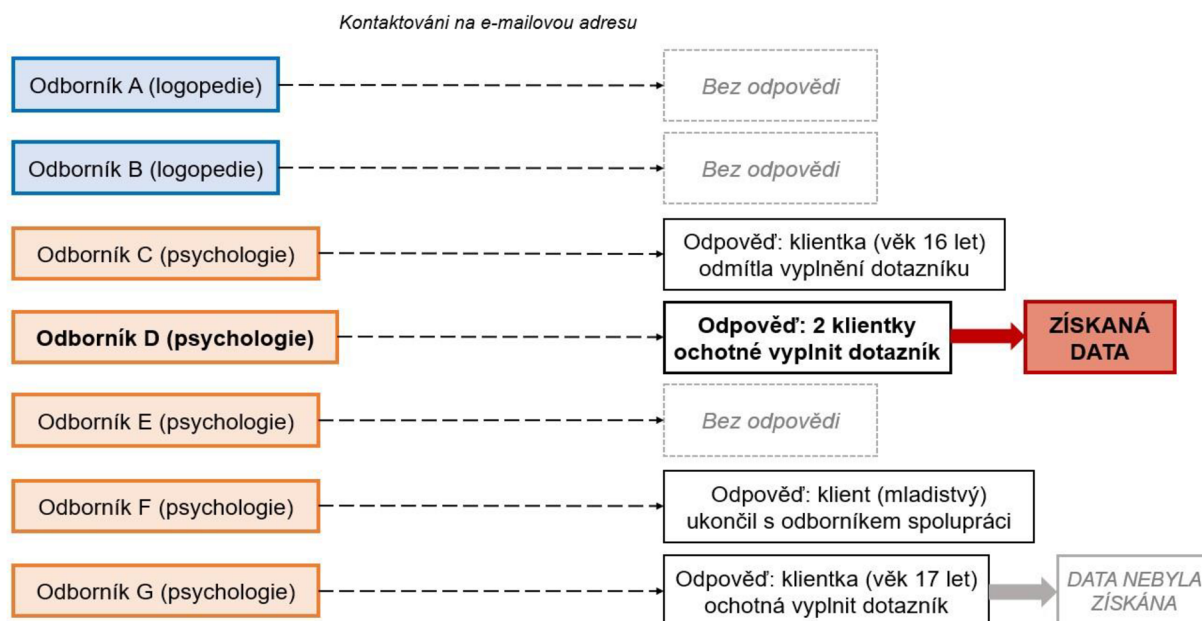 Kontaktováni na e-mailovou adresu
Odborník A (logopedie)
Bez odpovědi
Odborník B (logopedie)
Bez odpovědi
Odborník C (psychologie)
Odpověď: klientka (věk 16 let)
odmítla vyplnění dotazníku
Odborník D (psychologie)
Odpověď: 2 klientky
ochotné vyplnit dotazník
ZÍSKANÁ
DATA
Odborník E (psychologie)
Bez odpovědi
Odborník F (psychologie)
Odpověď: klient (mladistvý)
ukončil s odborníkem spolupráci
Odborník G (psychologie)
Odpověď: klientka (věk 17 let)
ochotná vyplnit dotazník
DATA NEBYLA
ZÍSKÁNA